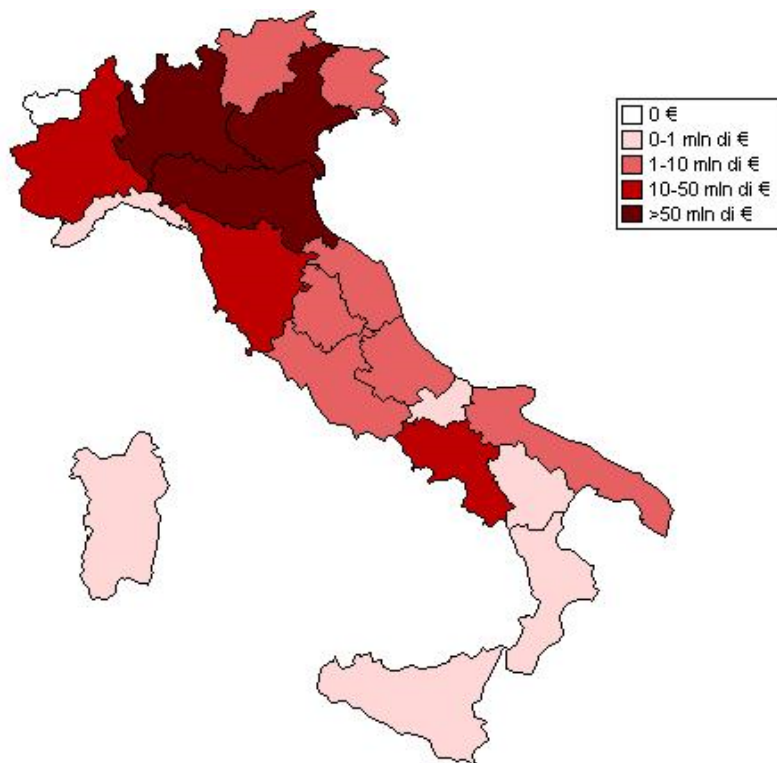 0 €
0-1 mln di €
1-10 mln di €
10-50 mln di €
>50 mln di €